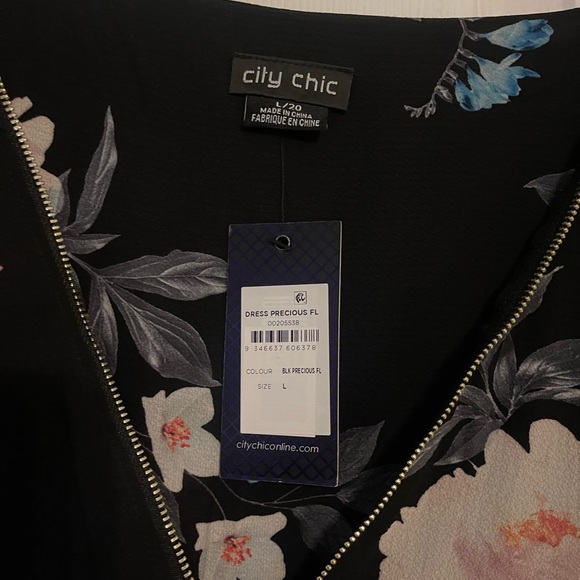 city chic
L/20
MADE IN CHINA
FABRIQUÉ EN CHINE
DRESS PRECIOUS FL
00205538
9 346637 606378
COLOUR BLK PRECIOUS FL
SIZE L
citychiconline.com